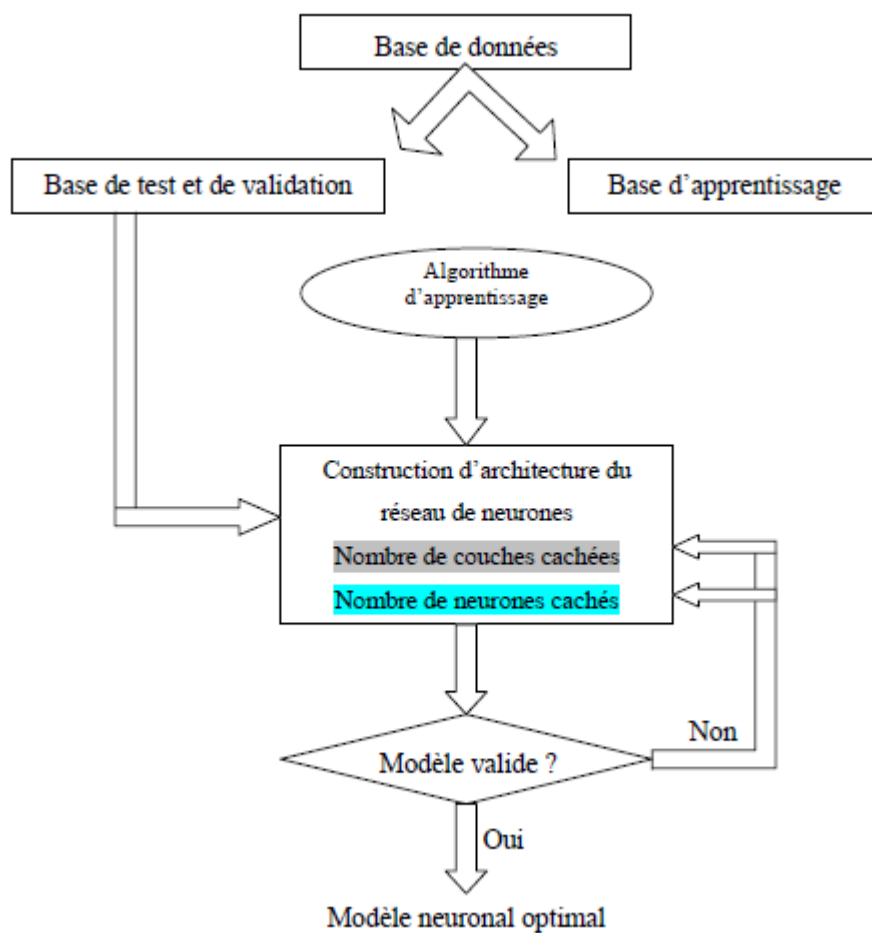 Base de données
Base de test et de validation
Base d'apprentissage
Algorithme
d'apprentissage
Construction d'architecture du
réseau de neurones
Nombre de couches cachées
Nombre de neurones cachés
Non
Modèle valide ?
Oui
Modèle neuronal optimal